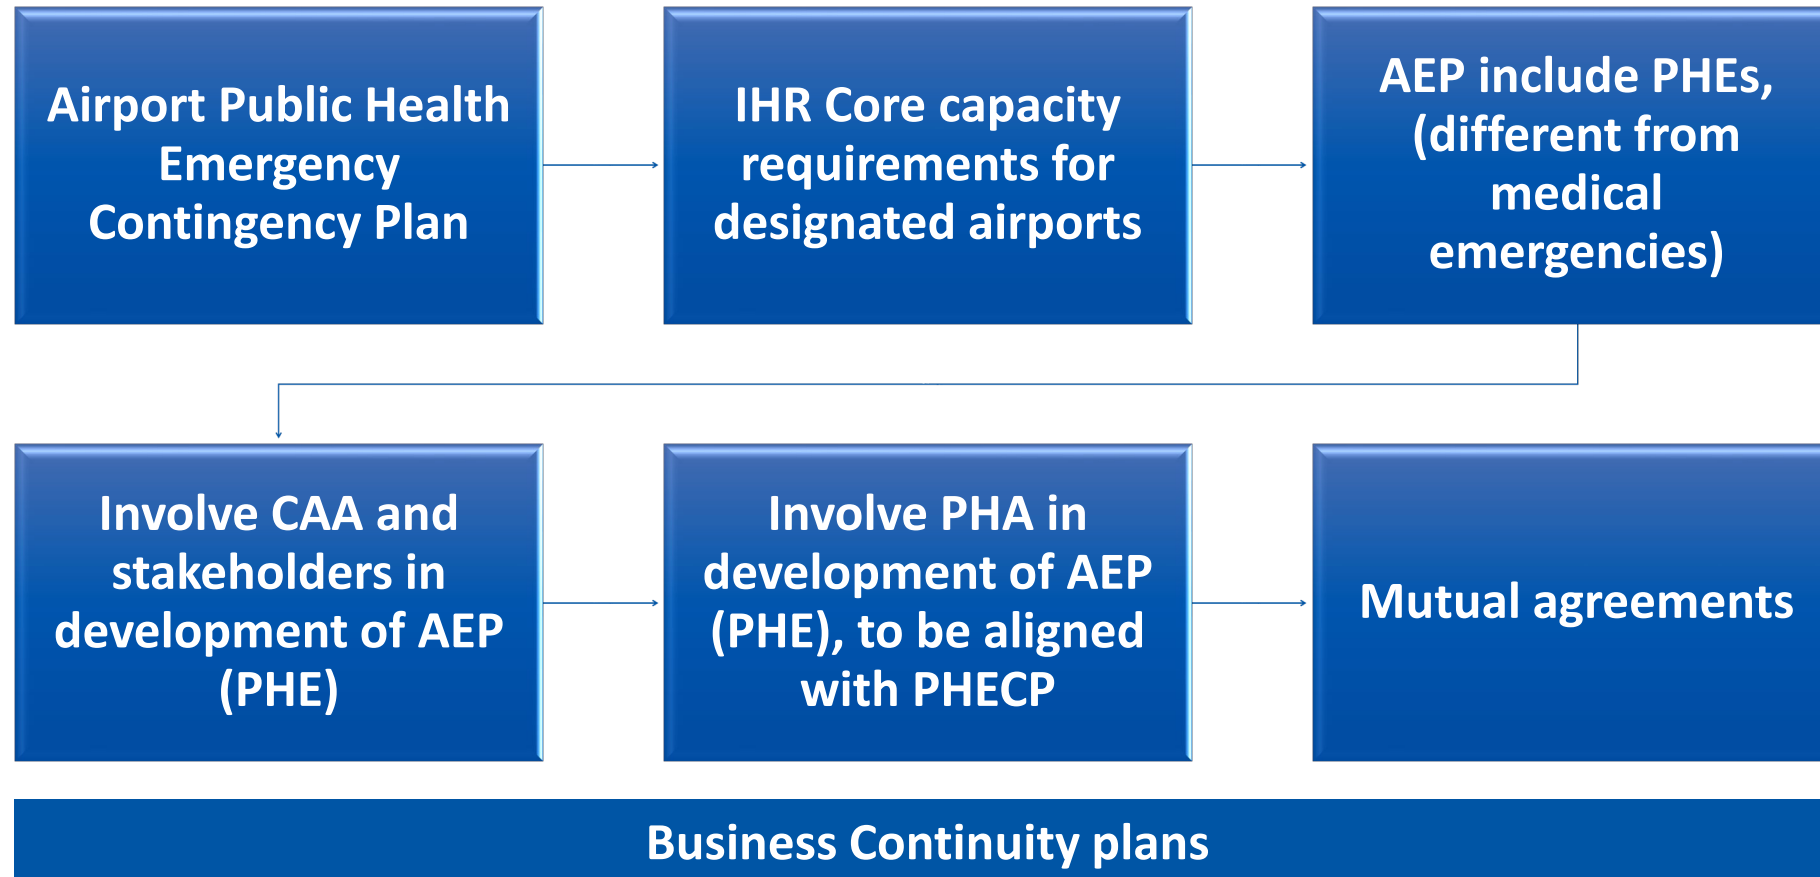 Airport Public Health
Emergency
Contingency Plan
IHR Core capacity
requirements for
designated airports
AEP include PHEs,
(different from
medical
emergencies)
Involve CAA and
stakeholders in
development of AEP
(PHE)
Involve PHA in
development of AEP
(PHE), to be aligned
with PHECP
Mutual agreements
Business Continuity plans